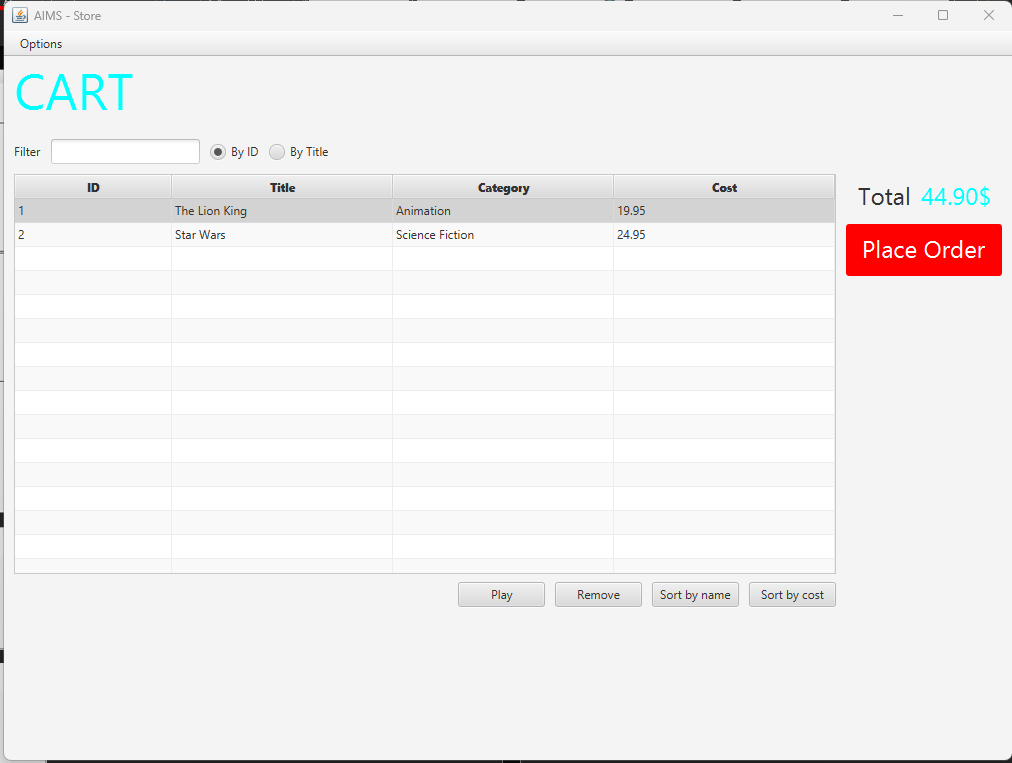 AIMS - Store
Options
CART
Filter By ID By Title
ID Title Category Cost
1 The Lion King Animation 19.95
2 Star Wars Science Fiction 24.95
Total 44.90$
Place Order
Play Remove Sort by name Sort by cost